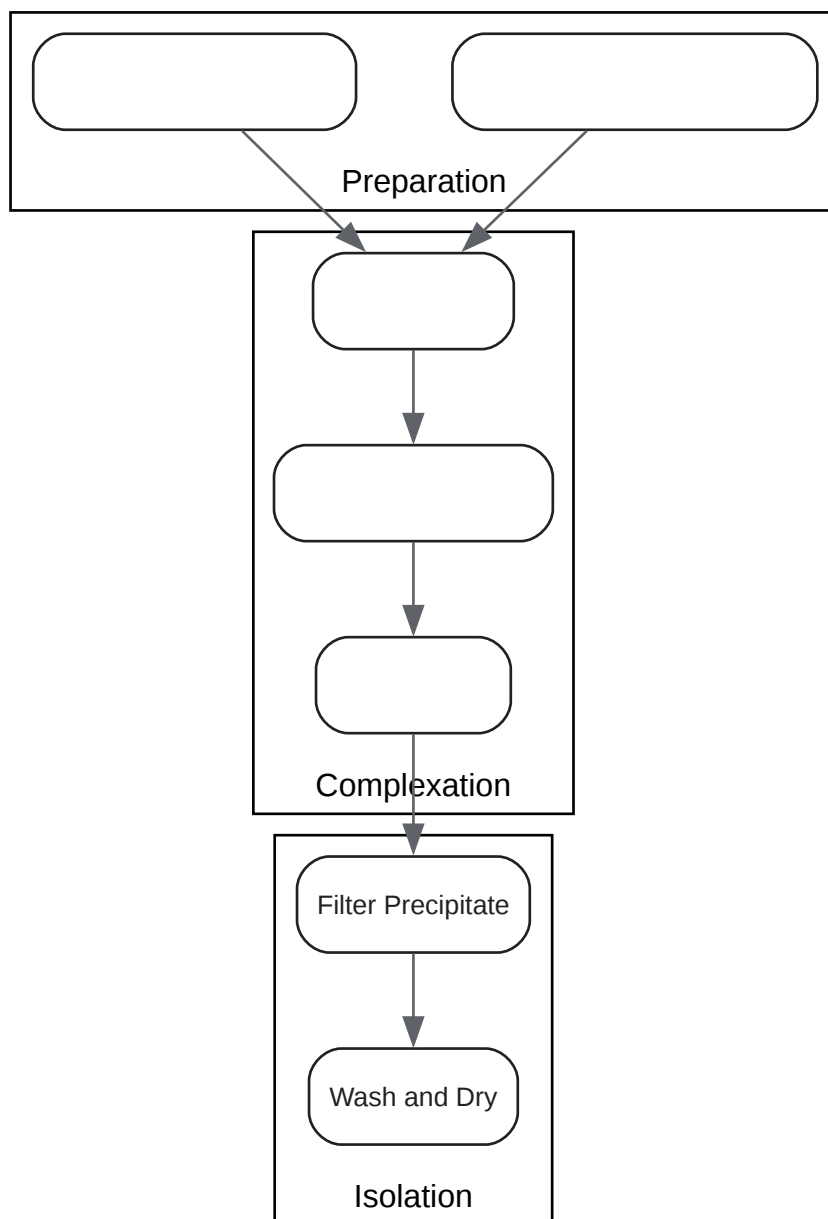 Preparation
Complexation
Filter Precipitate
Wash and Dry
Isolation